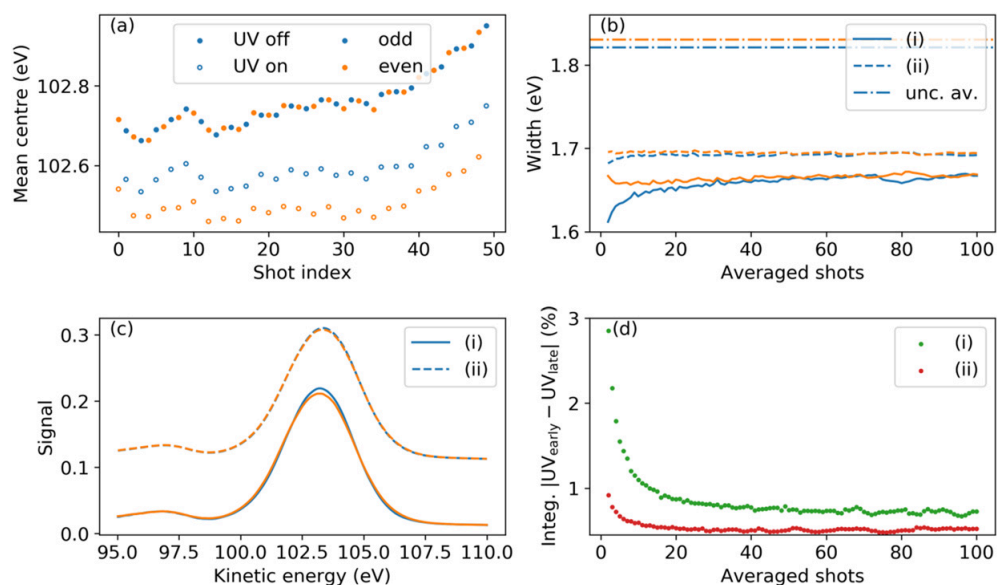 (a)
UV off
odd
UV on
even
Mean centre (eV)
102.8
102.6
0 10 20 30 40 50
Shot index
(b)
(i)
(ii)
unc. av.
Width (eV)
1.8
1.7
1.6
0 20 40 60 80 100
Averaged shots
(c)
(i)
(ii)
Signal
0.3
0.2
0.1
0.0
95.0 97.5 100.0 102.5 105.0 107.5 110.0
Kinetic energy (eV)
(d)
(i)
(ii)
Integ. |UVearly − UVlate| (%)
3
2
1
0 20 40 60 80 100
Averaged shots